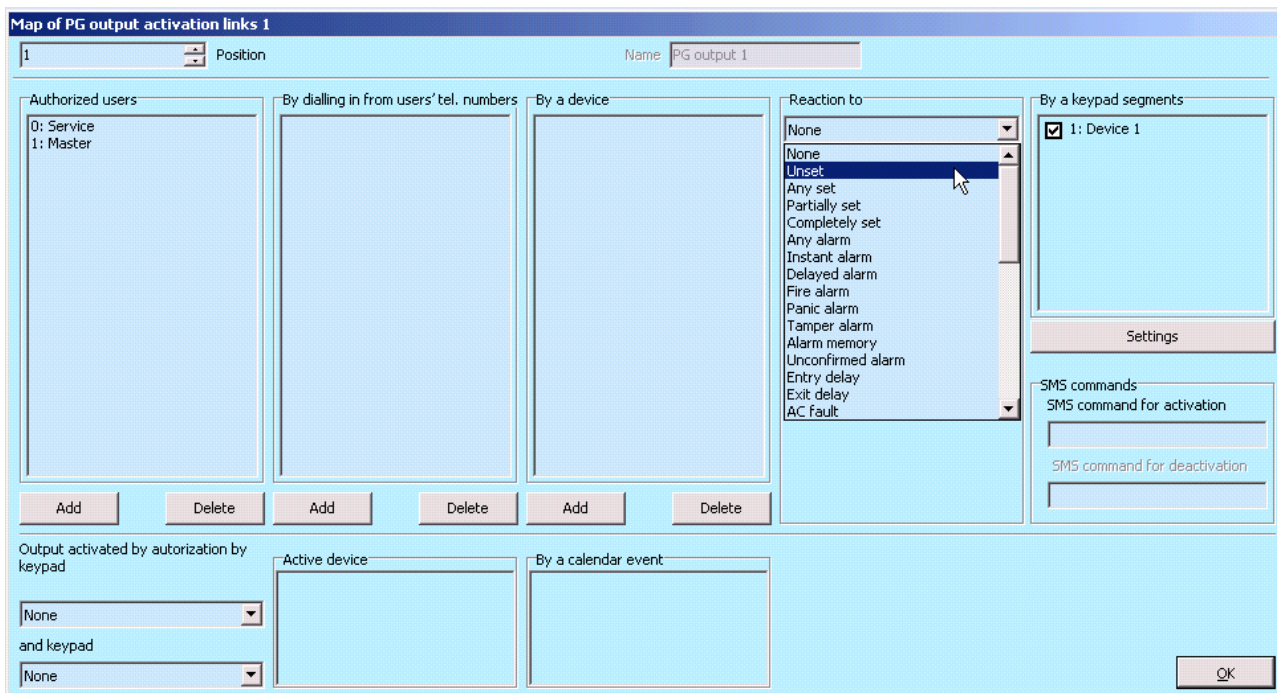 Map of PG output activation links 1
1 Position Name PG output 1
Authorized users
0: Service
1: Master
Add Delete
By dialling in from users' tel. numbers
Add Delete
By a device
Add Delete
Reaction to
None
None
Unset
Any set
Partially set
Completely set
Any alarm
Instant alarm
Delayed alarm
Fire alarm
Panic alarm
Tamper alarm
Alarm memory
Unconfirmed alarm
Entry delay
Exit delay
AC fault
By a keypad segments
1: Device 1
Settings
SMS commands
SMS command for activation
SMS command for deactivation
Output activated by autorization by
keypad
None
and keypad
None
Active device
By a calendar event
OK